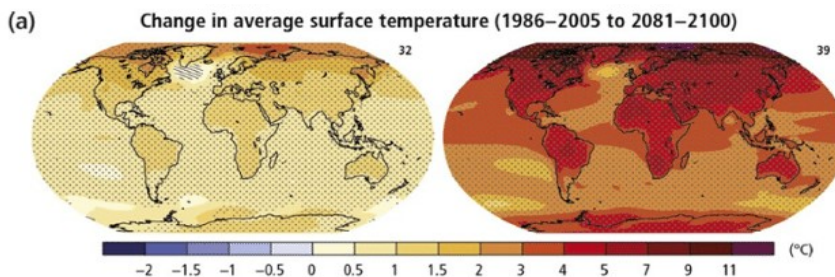 (a) Change in average surface temperature (1986–2005 to 2081–2100)
32 39
−2 −1.5 −1 −0.5 0 0.5 1 1.5 2 3 4 5 7 9 11 (°C)